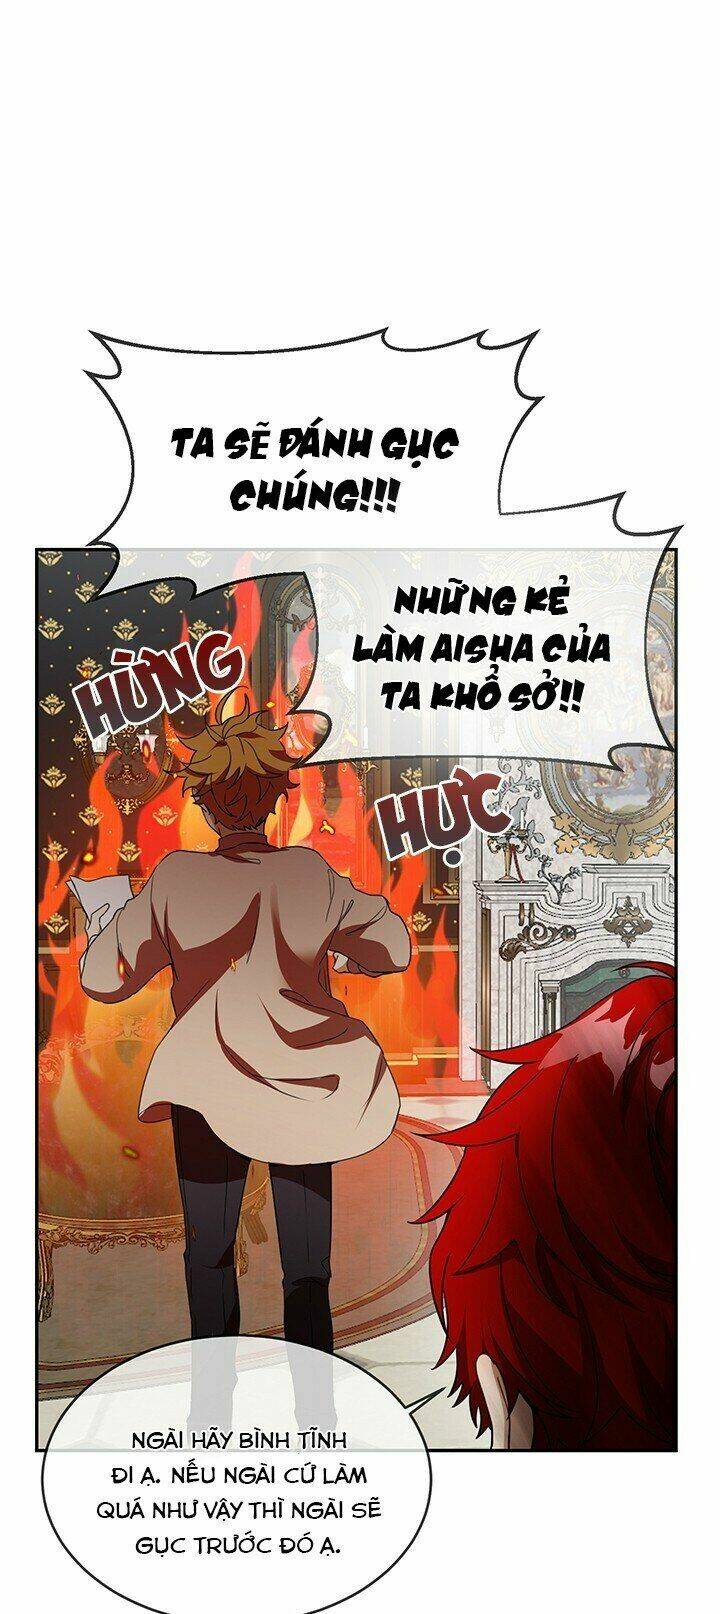 TA SẼ ĐÁNH GỤC
CHÚNG!!!
NHỮNG KẺ
LÀM AISHA CỦA
TA KHỔ SỞ!!
HỪNG
HỰC
NGÀI HÃY BÌNH TĨNH
ĐI Ạ. NẾU NGÀI CỨ LÀM
QUÁ NHƯ VẬY THÌ NGÀI SẼ
GỤC TRƯỚC ĐÓ Ạ.